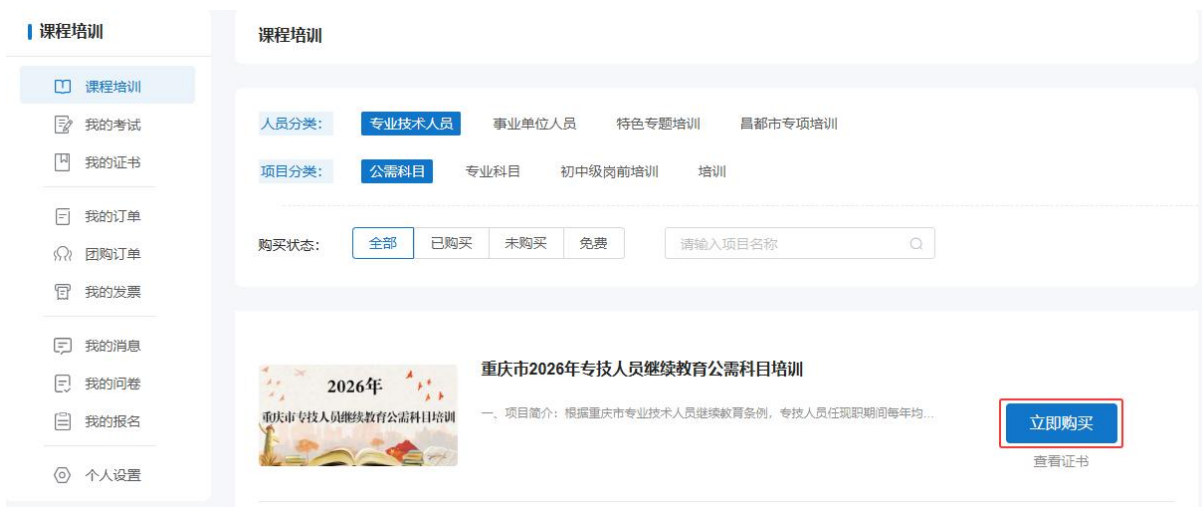 课程培训
课程培训
我的考试
我的证书
我的订单
团购订单
我的发票
我的消息
我的问卷
我的报名
个人设置
课程培训
人员分类： 专业技术人员 事业单位人员 特色专题培训 昌都市专项培训
项目分类： 公需科目 专业科目 初中级岗前培训 培训
购买状态： 全部 已购买 未购买 免费 请输入项目名称
2026年
重庆市专技人员继续教育公需科目培训
重庆市2026年专技人员继续教育公需科目培训
一、项目简介：根据重庆市专业技术人员继续教育条例，专技人员任现职期间每年均...
立即购买
查看证书